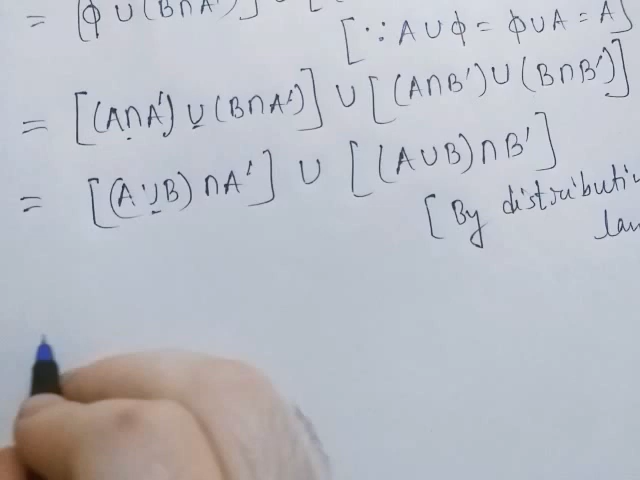 = [ϕ ∪ (B∩A')] ∪ [
[∵ A ∪ ϕ = ϕ ∪ A = A]
= [(A∩A') ∪ (B∩A')] ∪ [(A∩B') ∪ (B∩B')]
= [(A∪B) ∩ A'] ∪ [(A∪B) ∩ B']
[By distributi
law